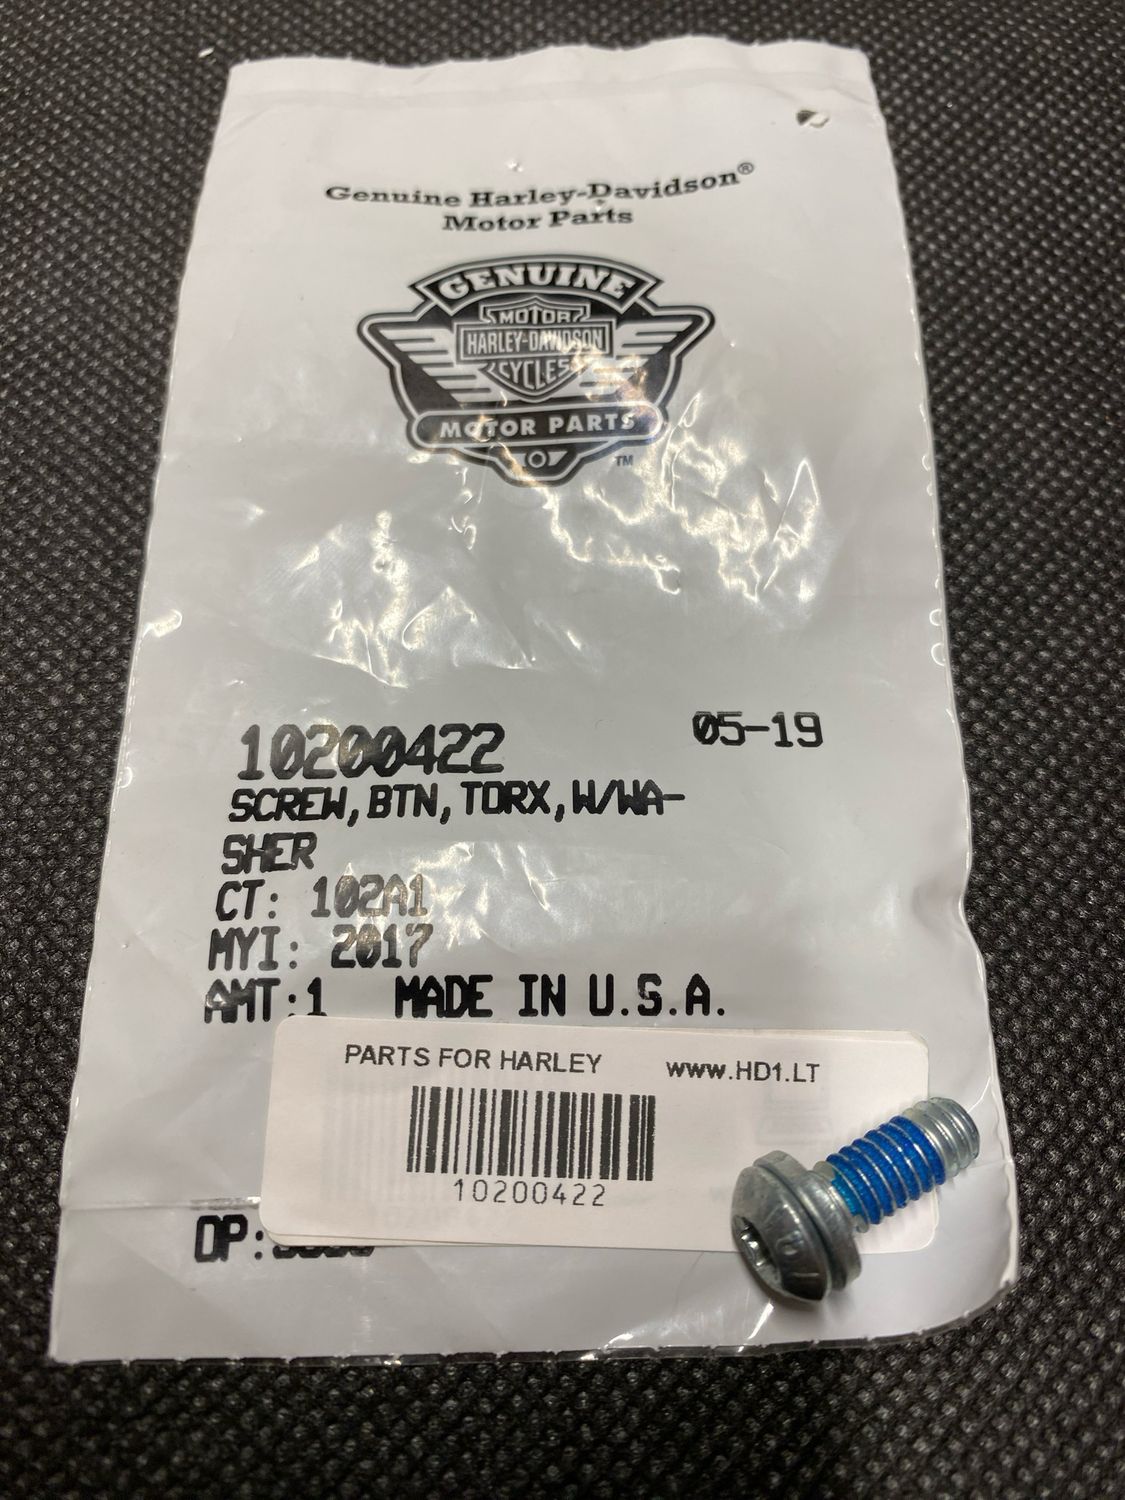 Genuine Harley-Davidson®
Motor Parts
GENUINE
MOTOR
HARLEY-DAVIDSON
CYCLES
MOTOR PARTS
TM
10200422
05-19
SCREW,BTN,TORX,W/WA-
SHER
CT: 102A1
MYI: 2017
AMT:1 MADE IN U.S.A.
PARTS FOR HARLEY www.HD1.LT
10200422
OP: